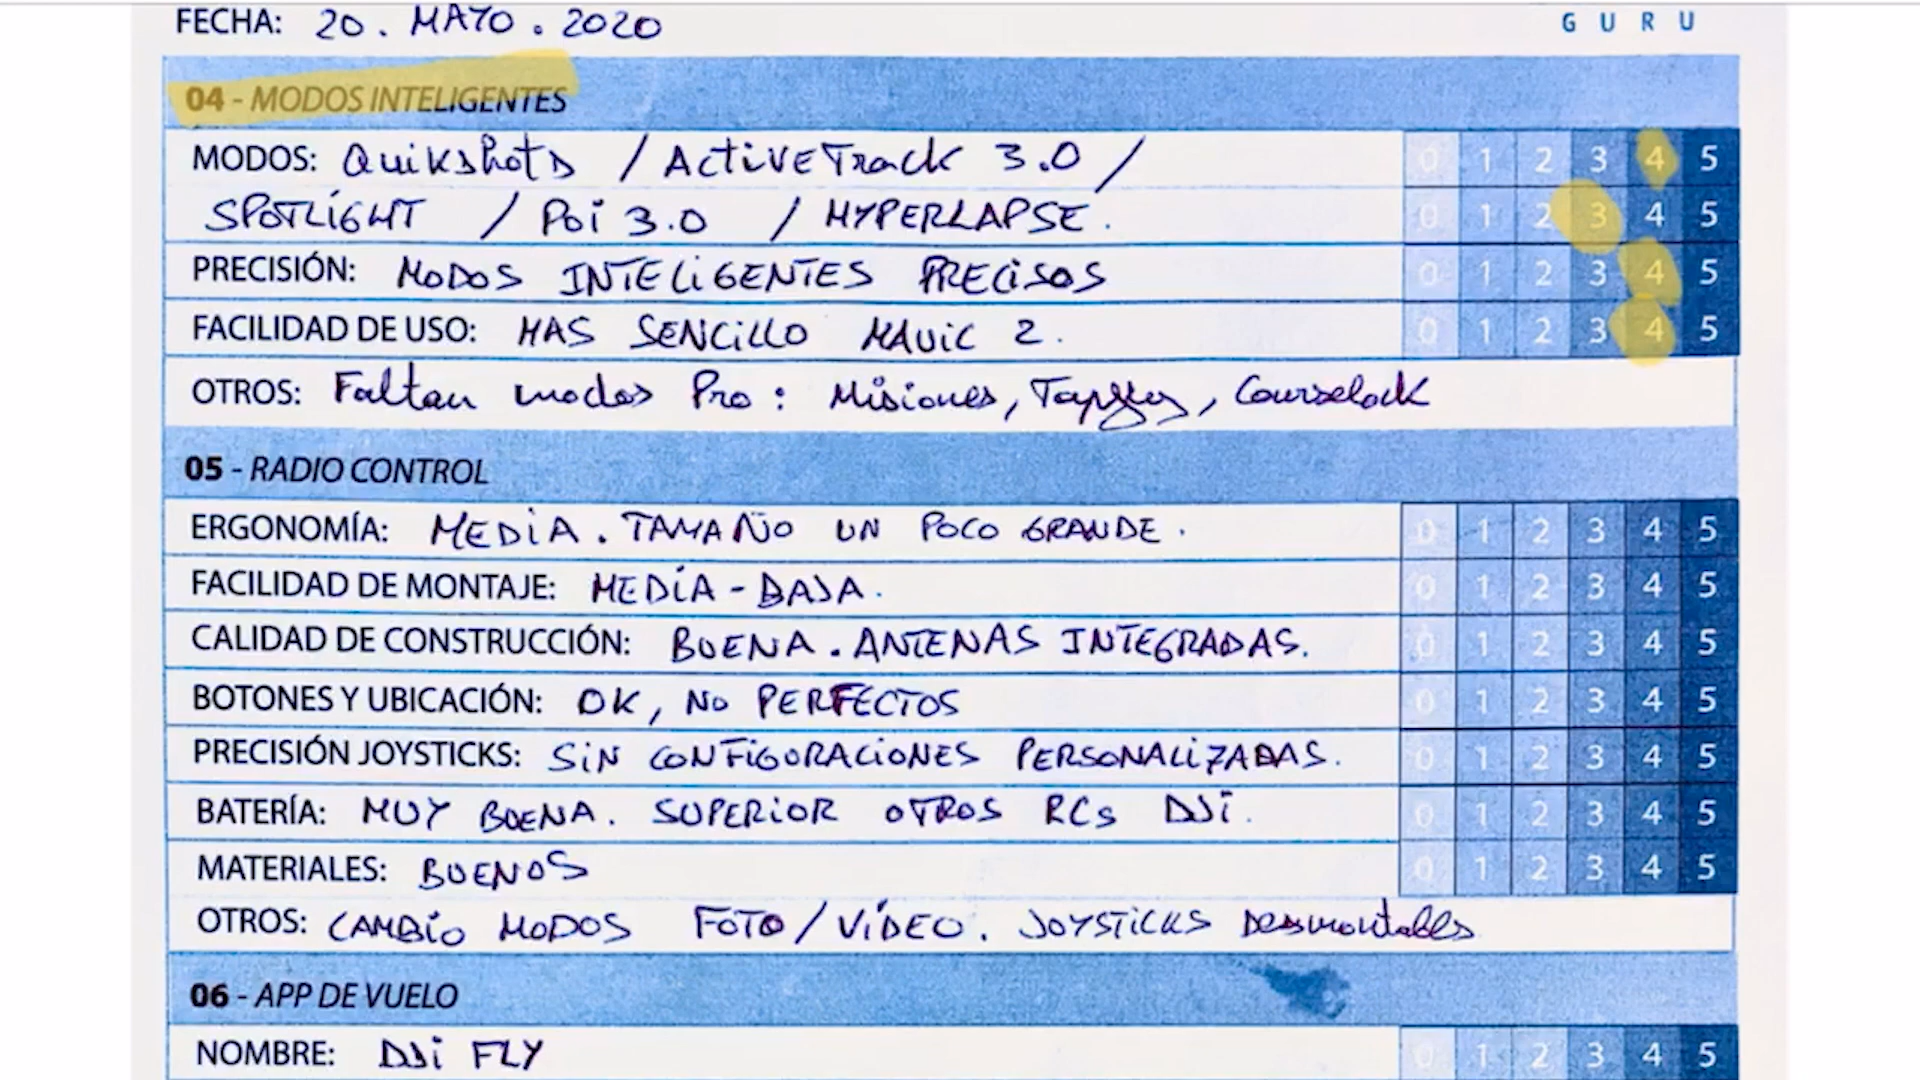 FECHA: 20. MAYO. 2020
GURU
04 - MODOS INTELIGENTES
MODOS: Quikshots / ActiveTrack 3.0 / 0 1 2 3 4 5
SPOTLIGHT / Poi 3.0 / HYPERLAPSE. 0 1 2 3 4 5
PRECISIÓN: MODOS INTELIGENTES PRECISOS 0 1 2 3 4 5
FACILIDAD DE USO: MAS SENCILLO MAVIC 2. 0 1 2 3 4 5
OTROS: Faltan modos Pro: Misiones, Tapfly, Courselock
05 - RADIO CONTROL
ERGONOMÍA: MEDIA. TAMAÑO UN POCO GRANDE. 0 1 2 3 4 5
FACILIDAD DE MONTAJE: MEDIA - BAJA. 0 1 2 3 4 5
CALIDAD DE CONSTRUCCIÓN: BUENA. ANTENAS INTEGRADAS. 0 1 2 3 4 5
BOTONES Y UBICACIÓN: OK, NO PERFECTOS 0 1 2 3 4 5
PRECISIÓN JOYSTICKS: SIN CONFIGURACIONES PERSONALIZADAS. 0 1 2 3 4 5
BATERÍA: MUY BUENA. SUPERIOR OTROS RCs DJI. 0 1 2 3 4 5
MATERIALES: BUENOS 0 1 2 3 4 5
OTROS: CAMBIO MODOS FOTO / VÍDEO. JOYSTICKS Desmontables
06 - APP DE VUELO
NOMBRE: DJI FLY 0 1 2 3 4 5